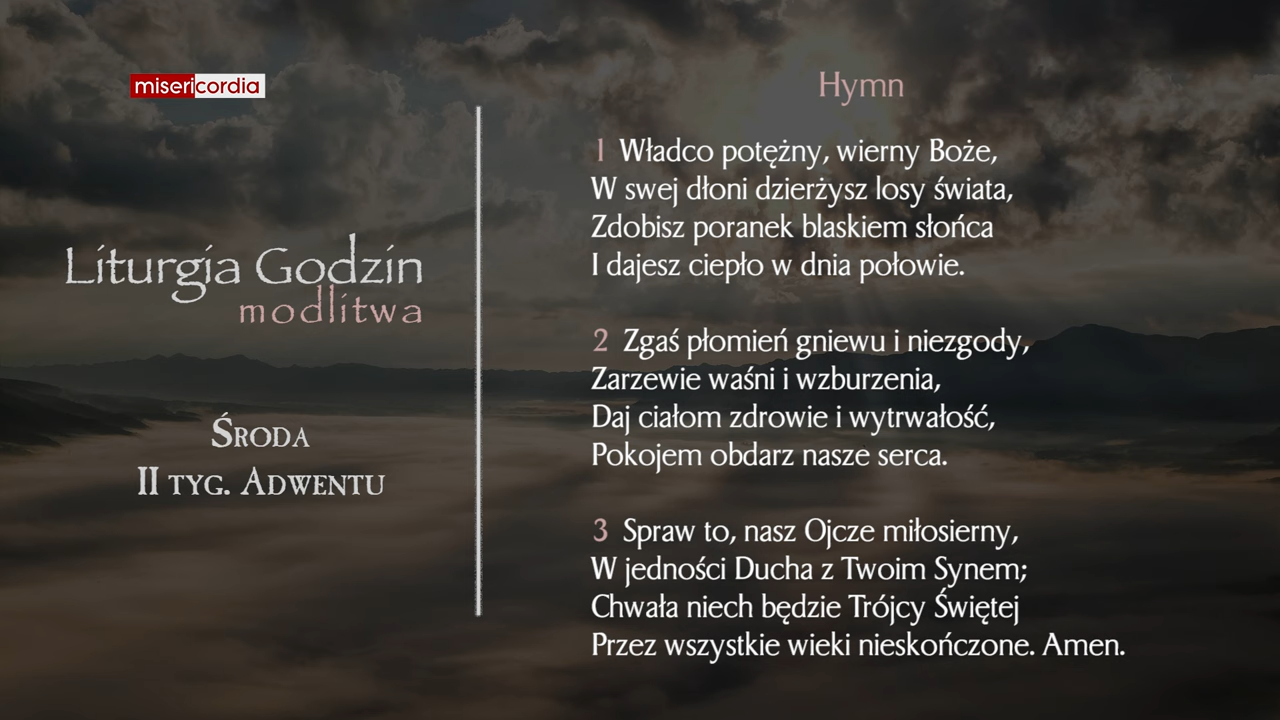 misericordia
Liturgia Godzin
modlitwa
Środa
II tyg. Adwentu
Hymn
1 Władco potężny, wierny Boże,
W swej dłoni dzierżysz losy świata,
Zdobisz poranek blaskiem słońca
I dajesz ciepło w dnia połowie.
2 Zgaś płomień gniewu i niezgody,
Zarzewie waśni i wzburzenia,
Daj ciałom zdrowie i wytrwałość,
Pokojem obdarz nasze serca.
3 Spraw to, nasz Ojcze miłosierny,
W jedności Ducha z Twoim Synem;
Chwała niech będzie Trójcy Świętej
Przez wszystkie wieki nieskończone. Amen.